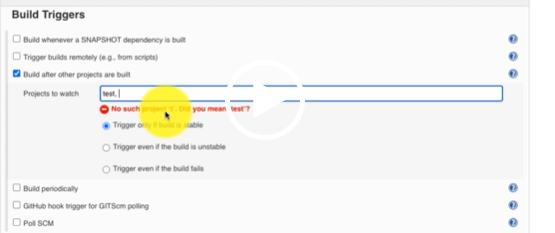 Build Triggers
Build whenever a SNAPSHOT dependency is built
Trigger builds remotely (e.g., from scripts)
Build after other projects are built
Projects to watch
test,
No such project 't'. Did you mean 'test'?
Trigger only if build is stable
Trigger even if the build is unstable
Trigger even if the build fails
Build periodically
GitHub hook trigger for GITScm polling
Poll SCM